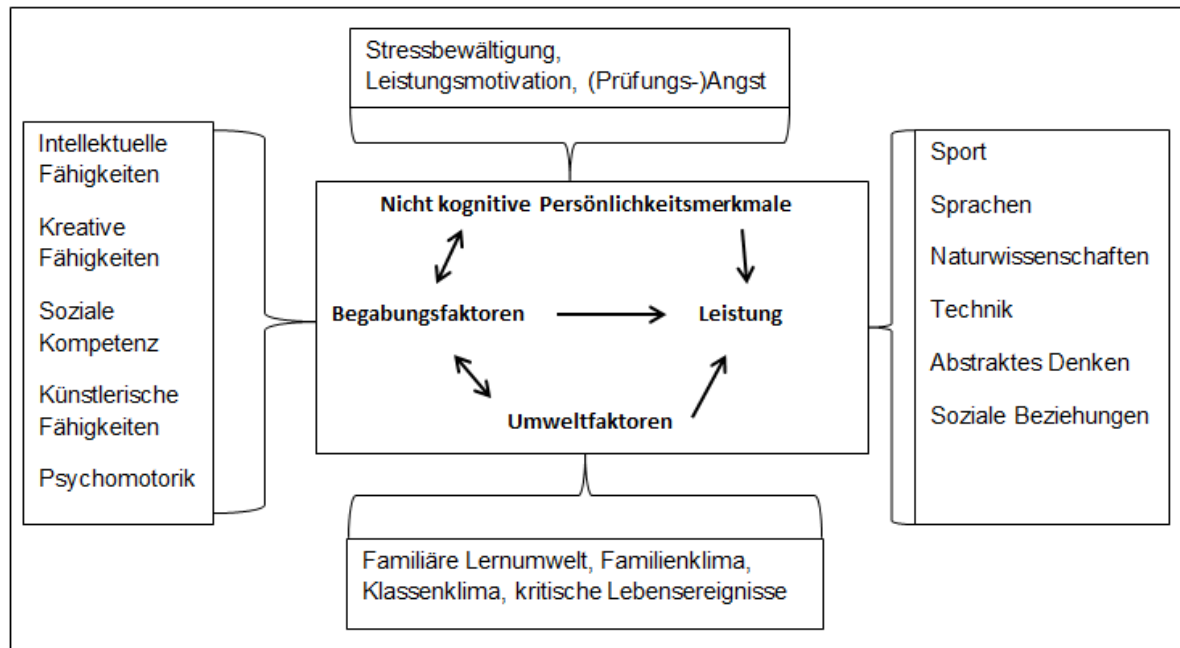 Stressbewältigung,
Leistungsmotivation, (Prüfungs-)Angst
Intellektuelle
Fähigkeiten
Kreative
Fähigkeiten
Soziale
Kompetenz
Künstlerische
Fähigkeiten
Psychomotorik
Nicht kognitive Persönlichkeitsmerkmale
Begabungsfaktoren
Leistung
Umweltfaktoren
Sport
Sprachen
Naturwissenschaften
Technik
Abstraktes Denken
Soziale Beziehungen
Familiäre Lernumwelt, Familienklima,
Klassenklima, kritische Lebensereignisse